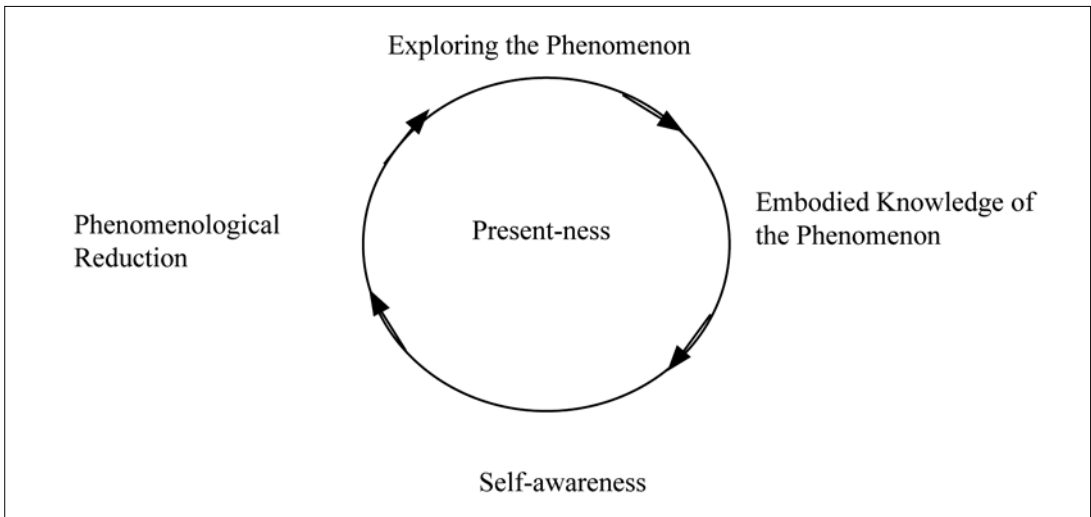 Exploring the Phenomenon
Embodied Knowledge of
the Phenomenon
Phenomenological
Reduction
Present-ness
Self-awareness